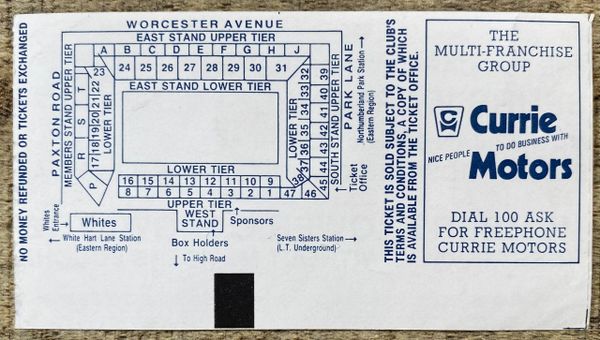 NO MONEY REFUNDED OR TICKETS EXCHANGED
WORCESTER AVENUE
EAST STAND UPPER TIER
A B C D E F G H J
23 24 25 26 27 28 29 30 31 32
PAXTON ROAD
MEMBERS STAND UPPER TIER
R S T
P
17 18 19 20 21 22
LOWER TIER
EAST STAND LOWER TIER
33
34
35
36
37
38
39
40
41
42
43
44
45
SOUTH STAND UPPER TIER
PARK LANE
Northumberland Park Station →
(Eastern Region)
Ticket
Office
LOWER TIER
16 15 14 13 12 11 10 9
8 7 6 5 4 3 2 1 47 46
UPPER TIER
WEST
STAND
Sponsors
Whites
Entrance
Whites
← White Hart Lane Station
(Eastern Region)
Box Holders
↓ To High Road
Seven Sisters Station →
(L.T. Underground)
THIS TICKET IS SOLD SUBJECT TO THE CLUB'S
TERMS AND CONDITIONS, A COPY OF WHICH
IS AVAILABLE FROM THE TICKET OFFICE.
THE
MULTI-FRANCHISE
GROUP
Currie
NICE PEOPLE TO DO BUSINESS WITH
Motors
DIAL 100 ASK
FOR FREEPHONE
CURRIE MOTORS